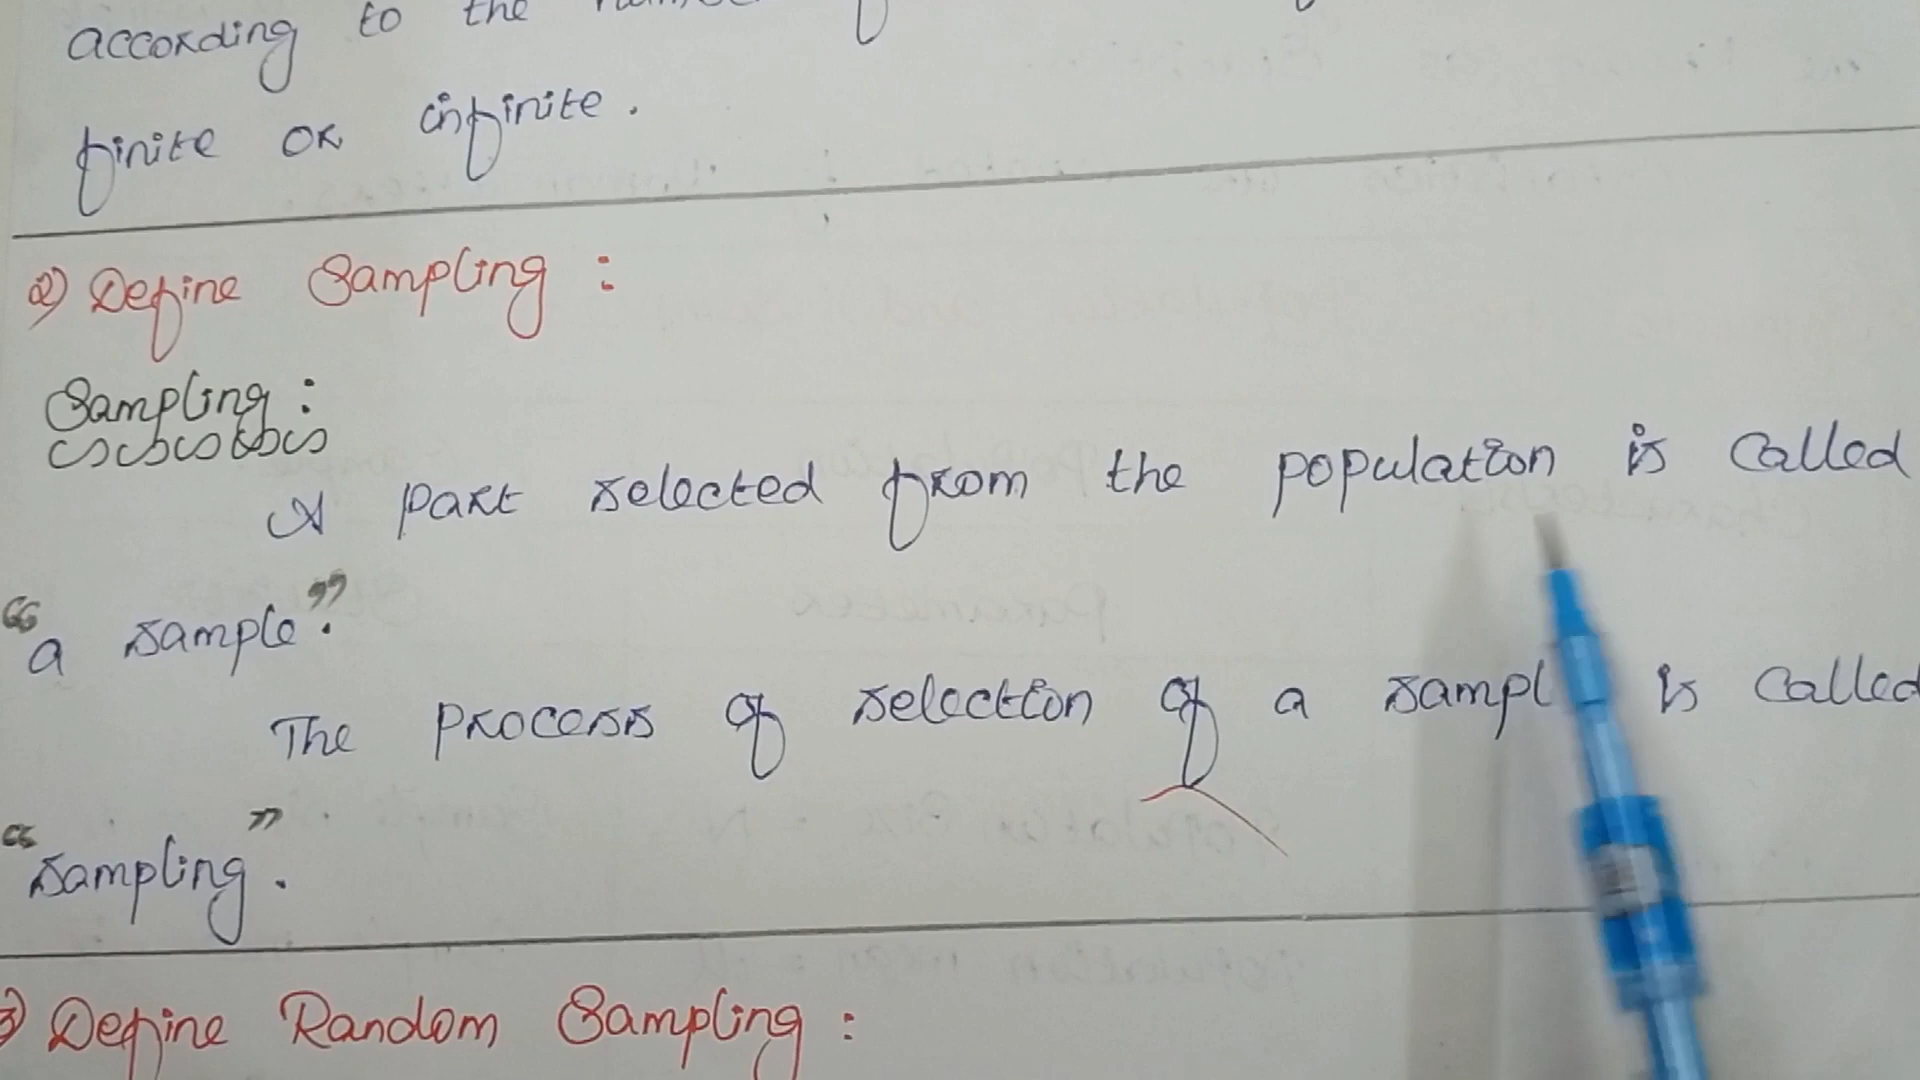 according to the
finite or infinite.
2) Define Sampling :
Sampling :
A part selected from the population is called
"a sample".
The process of selection of a sampl is called
"sampling".
3) Define Random Sampling :